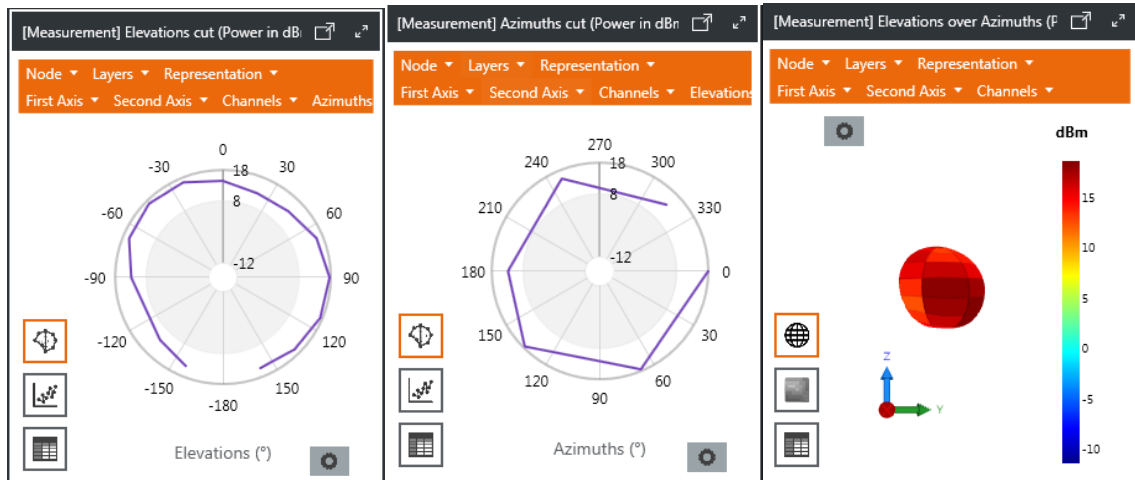 [Measurement] Elevations cut (Power in dBı
Node Layers Representation
First Axis Second Axis Channels Azimuths
0
-30 30
18
-60 60
8
-12
-90 90
-120 120
-150 150
-180
Elevations (°)
[Measurement] Azimuths cut (Power in dBn
Node Layers Representation
First Axis Second Axis Channels Elevations
270
240 300
18
210 330
8
-12
180 0
150 30
120 60
90
Azimuths (°)
[Measurement] Elevations over Azimuths (P
Node Layers Representation
First Axis Second Axis Channels
dBm
15
10
5
0
-5
-10
Z
Y